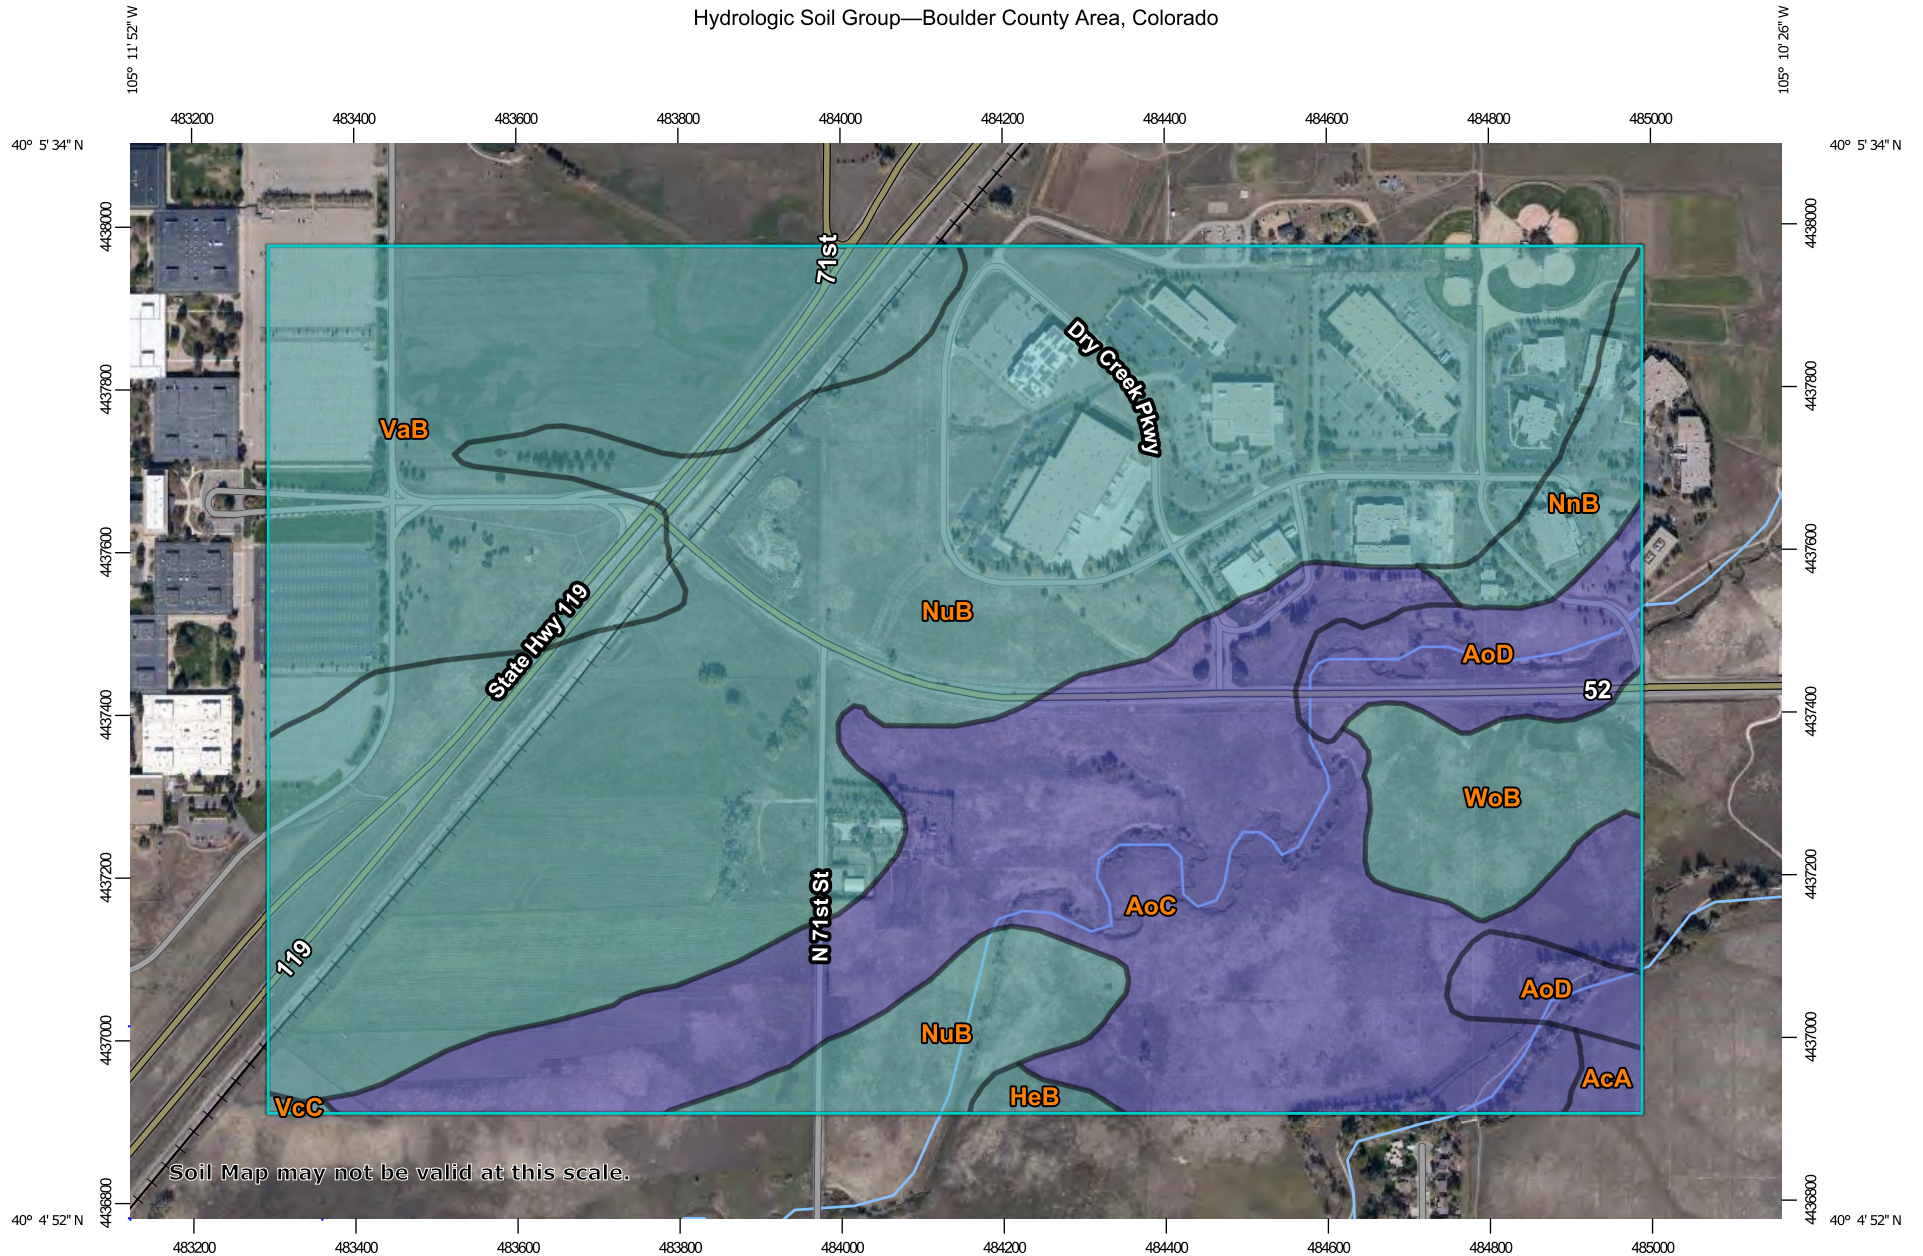 Hydrologic Soil Group—Boulder County Area, Colorado
105° 11' 52" W
105° 10' 26" W
483200 483400 483600 483800 484000 484200 484400 484600 484800 485000
40° 5' 34" N
40° 5' 34" N
4438000
4438000
71st
Dry Creek Pkwy
4437800
4437800
VaB
NnB
4437600
4437600
State Hwy 119
NuB
AoD
52
4437400
4437400
WoB
4437200
4437200
N 71st St
AoC
119
AoD
4437000
4437000
NuB
AcA
HeB
VcC
Soil Map may not be valid at this scale.
4436800
4436800
40° 4' 52" N
40° 4' 52" N
483200 483400 483600 483800 484000 484200 484400 484600 484800 485000